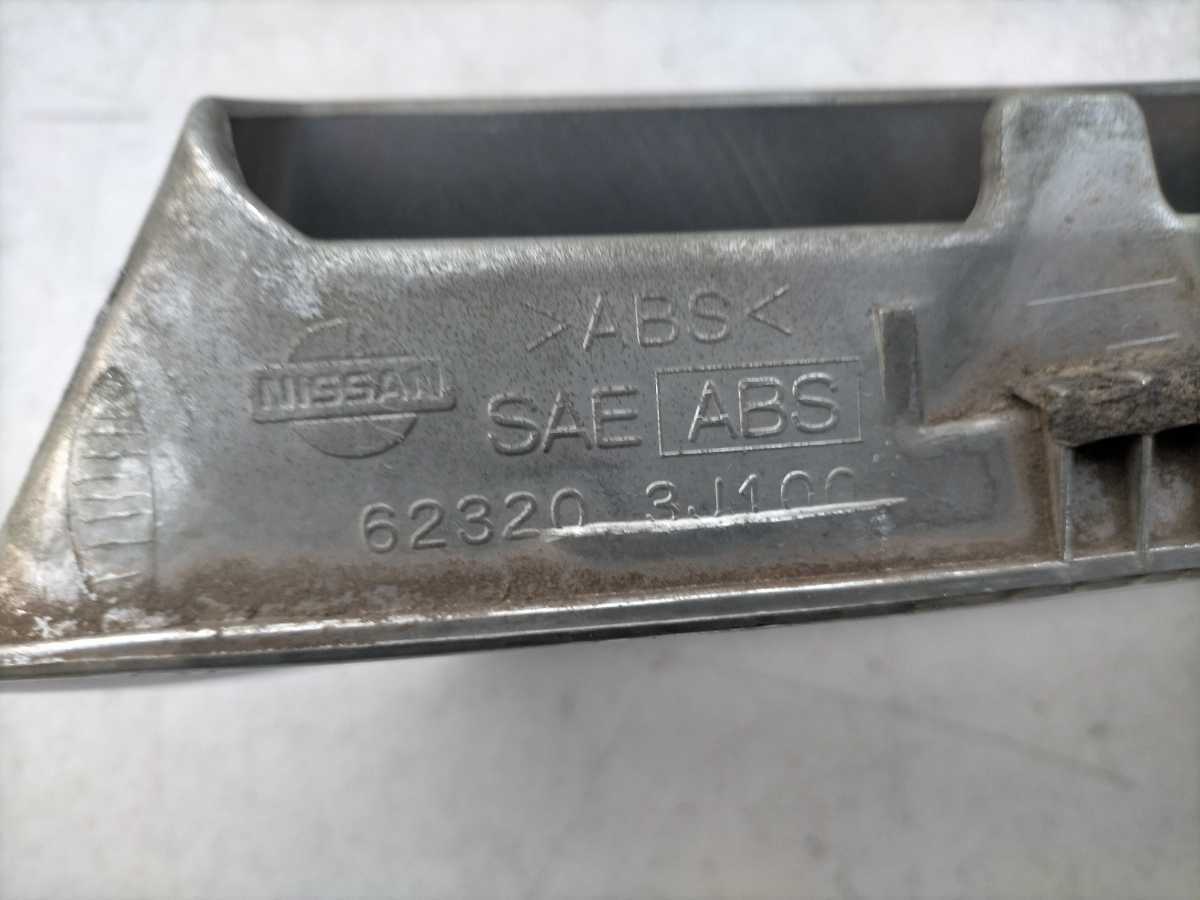 >ABS<
NISSAN
SAE ABS
62320 3J100